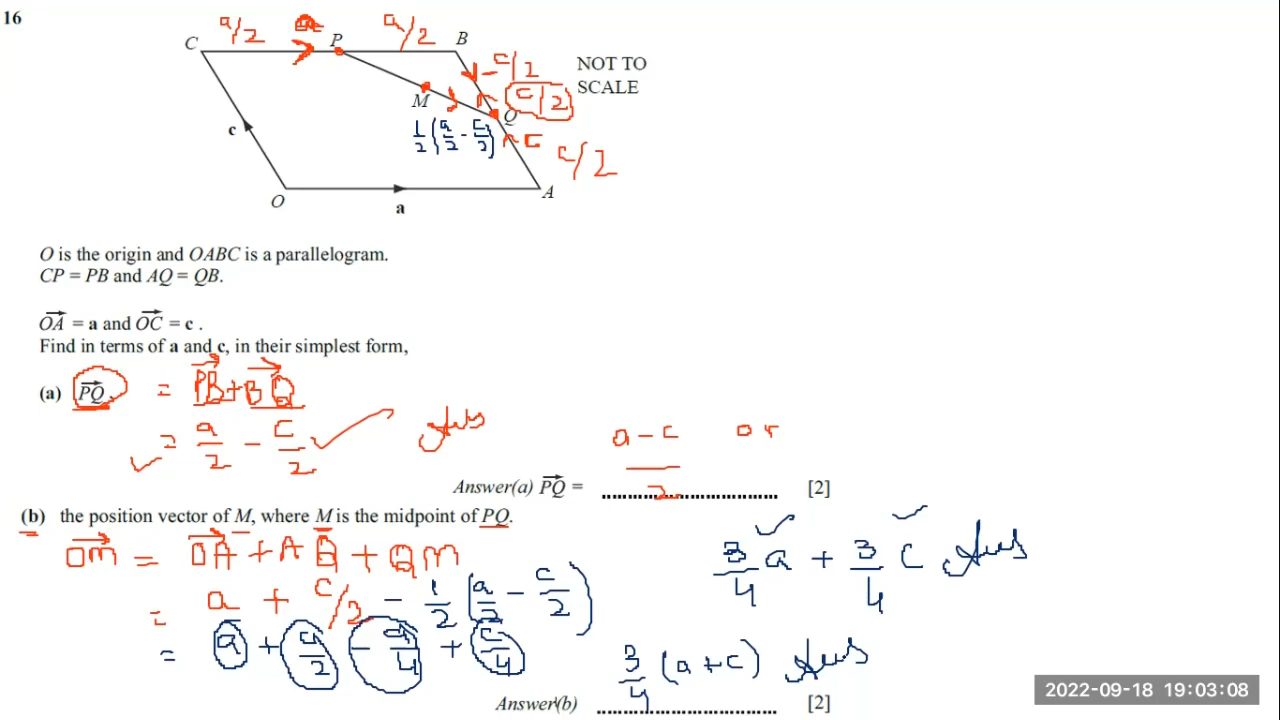 16
a/2
a/2
C
P
B
-c/2
NOT TO
SCALE
c/2
M
Q
1/2 (a/2 - c/2)
c
c
c/2
O
a
A
O is the origin and OABC is a parallelogram.
CP = PB and AQ = QB.
OA = a and OC = c .
Find in terms of a and c, in their simplest form,
(a) PQ, = PB + BQ
= a/2 - c/2 Ans
a - c or
2
Answer(a) PQ = ................................ [2]
(b) the position vector of M, where M is the midpoint of PQ.
OM = OA + AQ + QM
3/4 a + 3/4 c Ans
= a + c/2 - 1/2 (a/2 - c/2)
= a + c/2 - a/4 + c/4
3/4 (a + c) Ans
Answer(b) ................................ [2]
2022-09-18 19:03:08